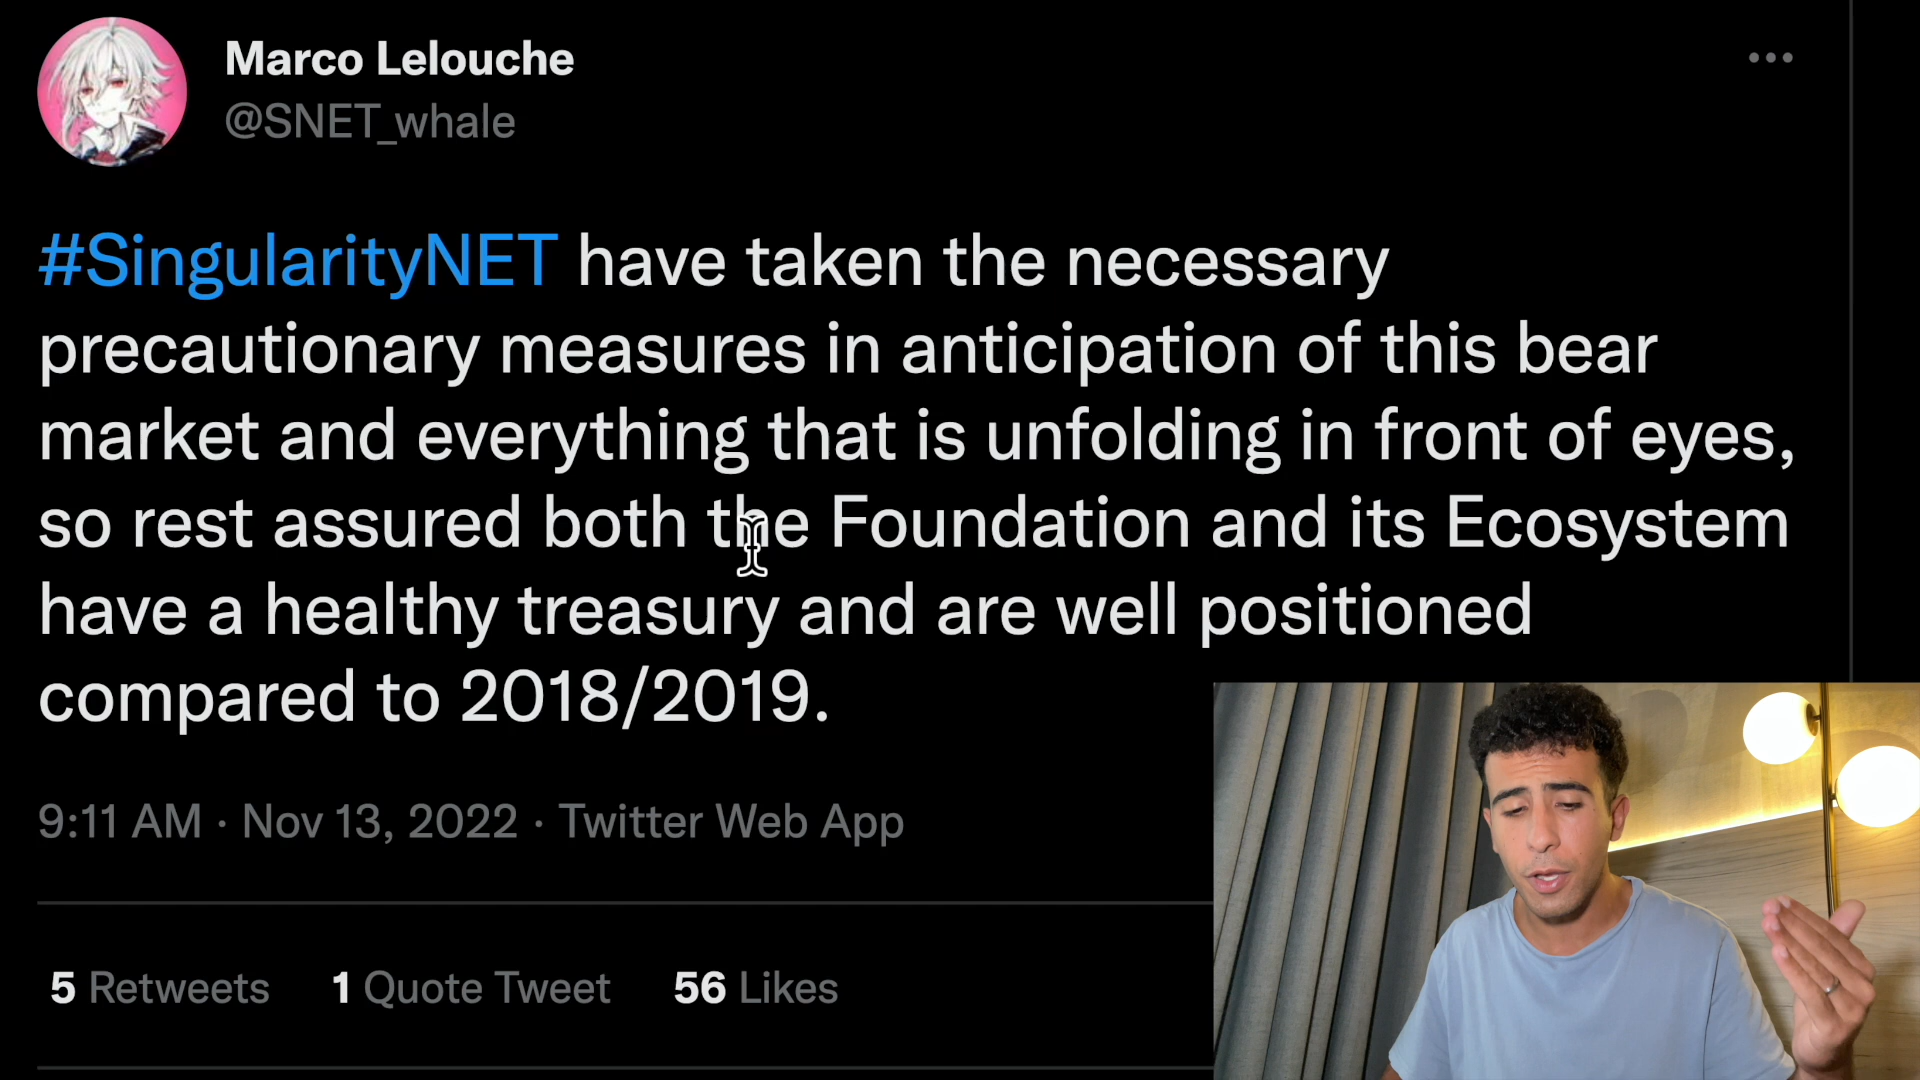 Marco Lelouche
@SNET_whale
#SingularityNET have taken the necessary
precautionary measures in anticipation of this bear
market and everything that is unfolding in front of eyes,
so rest assured both the Foundation and its Ecosystem
have a healthy treasury and are well positioned
compared to 2018/2019.
9:11 AM · Nov 13, 2022 · Twitter Web App
5 Retweets 1 Quote Tweet 56 Likes